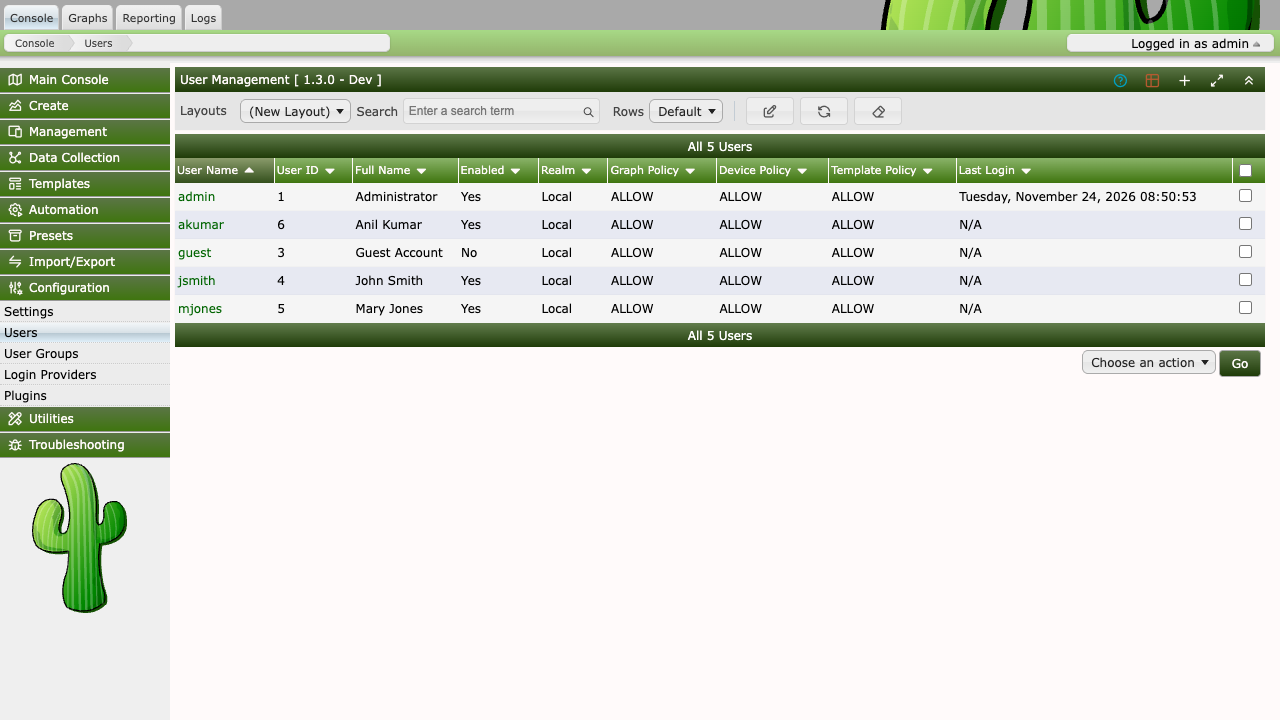 Console
Graphs
Reporting
Logs
Console
Users
Logged in as admin
Main Console
Create
Management
Data Collection
Templates
Automation
Presets
Import/Export
Configuration
Settings
Users
User Groups
Login Providers
Plugins
Utilities
Troubleshooting
User Management [ 1.3.0 - Dev ]
Layouts (New Layout) Search Enter a search term Rows Default
All 5 Users
User Name User ID Full Name Enabled Realm Graph Policy Device Policy Template Policy Last Login
admin 1 Administrator Yes Local ALLOW ALLOW ALLOW Tuesday, November 24, 2026 08:50:53
akumar 6 Anil Kumar Yes Local ALLOW ALLOW ALLOW N/A
guest 3 Guest Account No Local ALLOW ALLOW ALLOW N/A
jsmith 4 John Smith Yes Local ALLOW ALLOW ALLOW N/A
mjones 5 Mary Jones Yes Local ALLOW ALLOW ALLOW N/A
All 5 Users
Choose an action Go